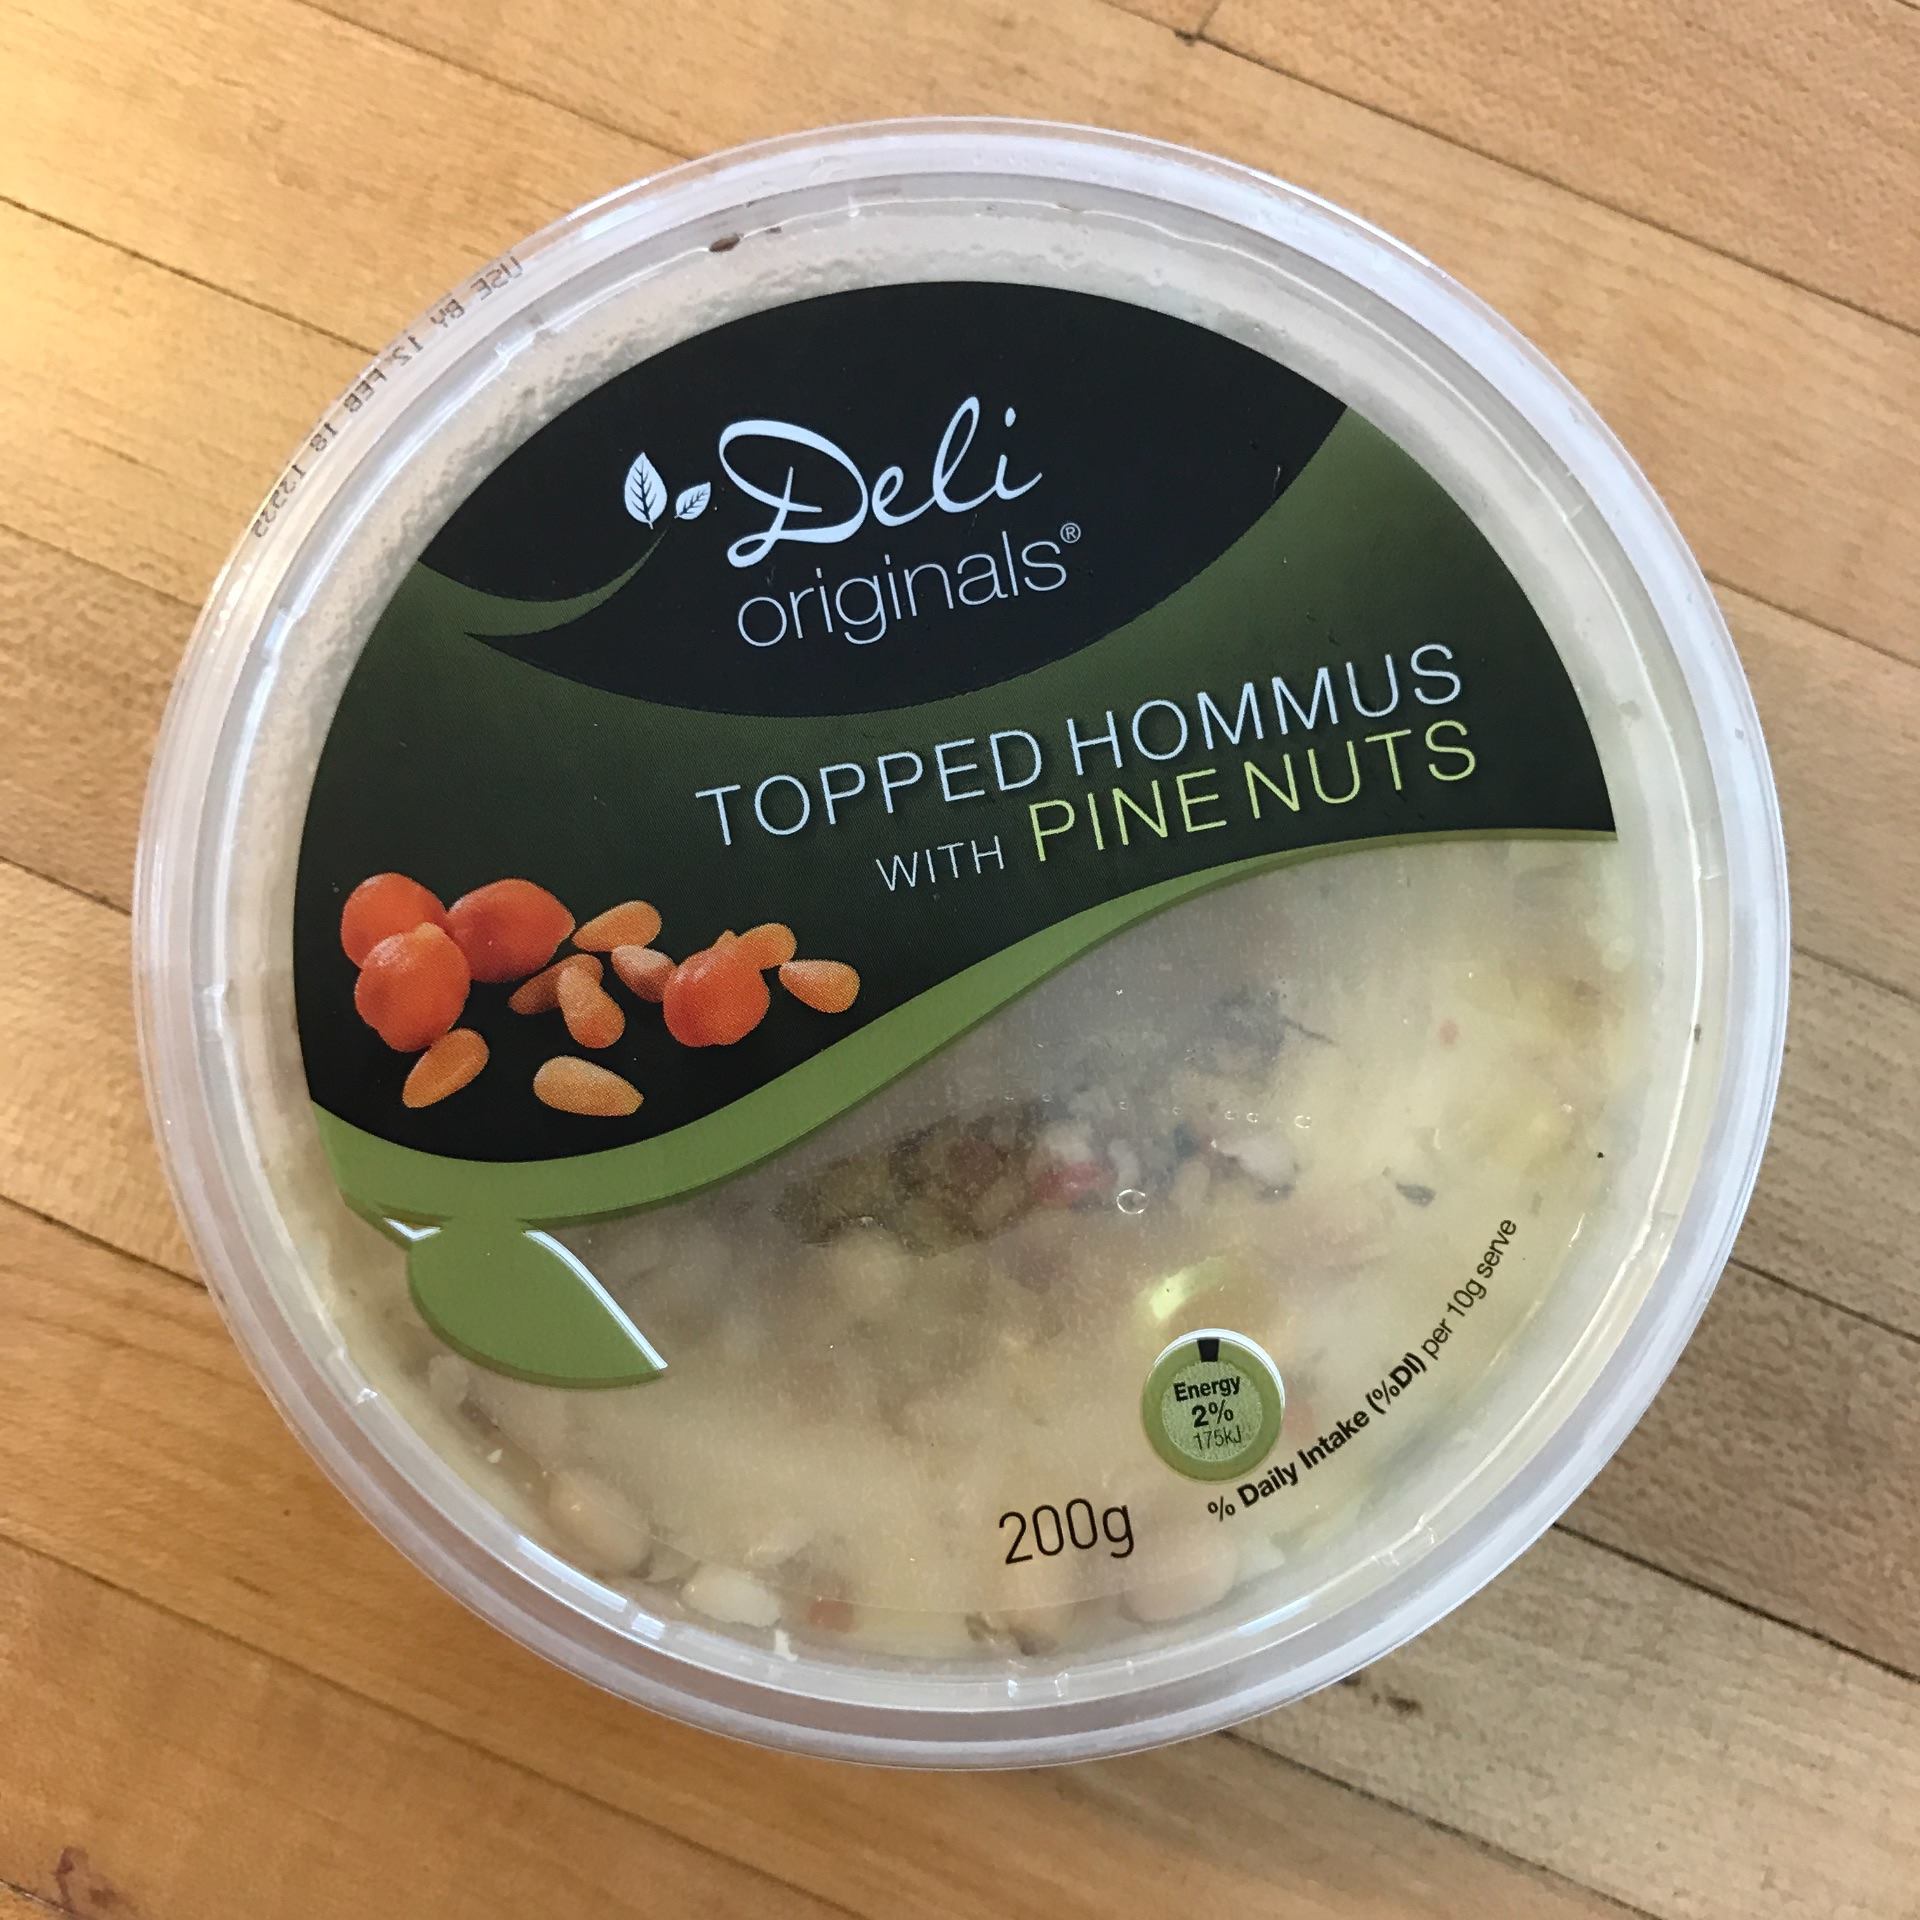 USE BY 12 FEB 18
Deli
originals®
TOPPED HOMMUS
WITH PINE NUTS
Energy
2%
175kJ
% Daily Intake (%DI) per 10g serve
200g